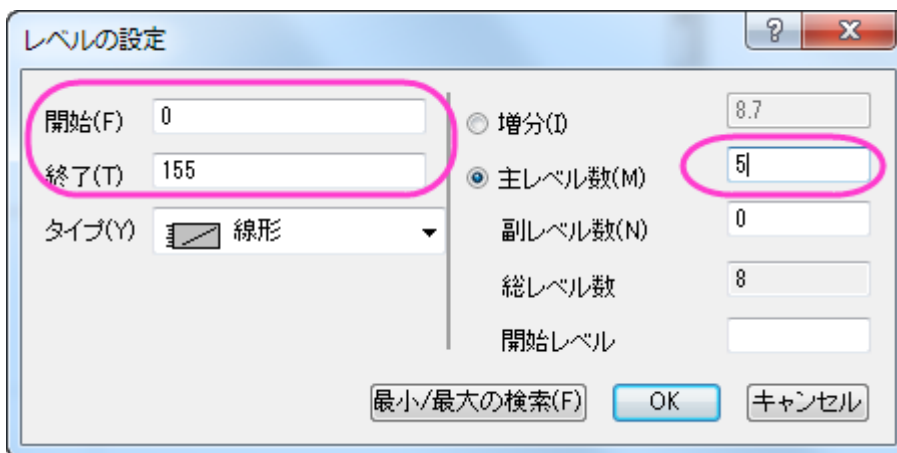 レベルの設定
開始(F) 0
終了(T) 155
タイプ(Y) 線形
増分(I) 8.7
主レベル数(M) 5
副レベル数(N) 0
総レベル数 8
開始レベル
最小/最大の検索(F) OK キャンセル